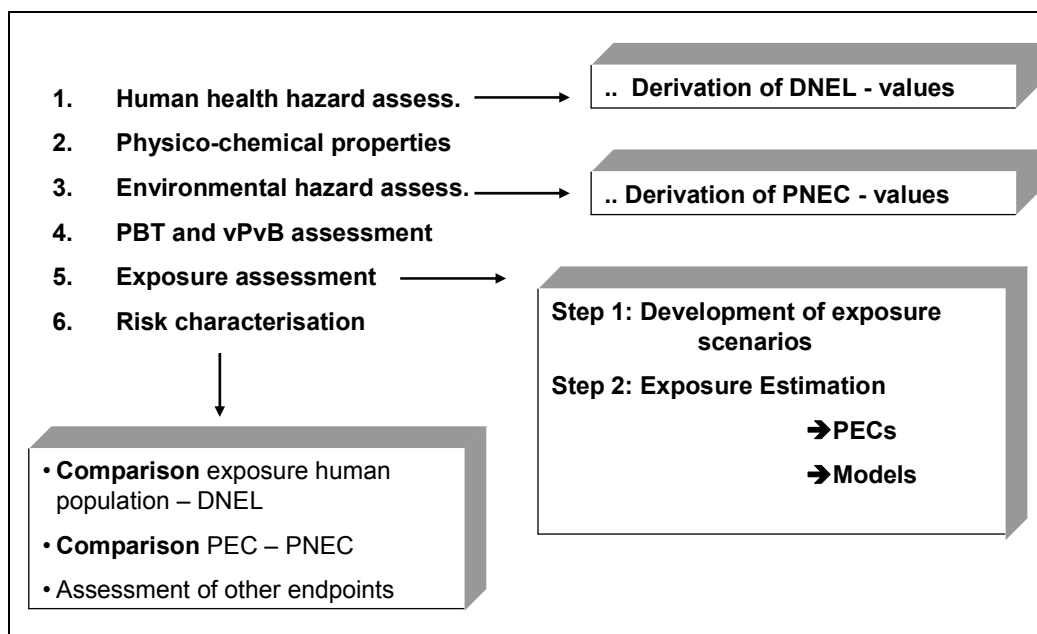 1. Human health hazard assess.
.. Derivation of DNEL - values
2. Physico-chemical properties
3. Environmental hazard assess.
.. Derivation of PNEC - values
4. PBT and vPvB assessment
5. Exposure assessment
6. Risk characterisation
Step 1: Development of exposure
scenarios
Step 2: Exposure Estimation
➔PECs
➔Models
• Comparison exposure human
population – DNEL
• Comparison PEC – PNEC
• Assessment of other endpoints